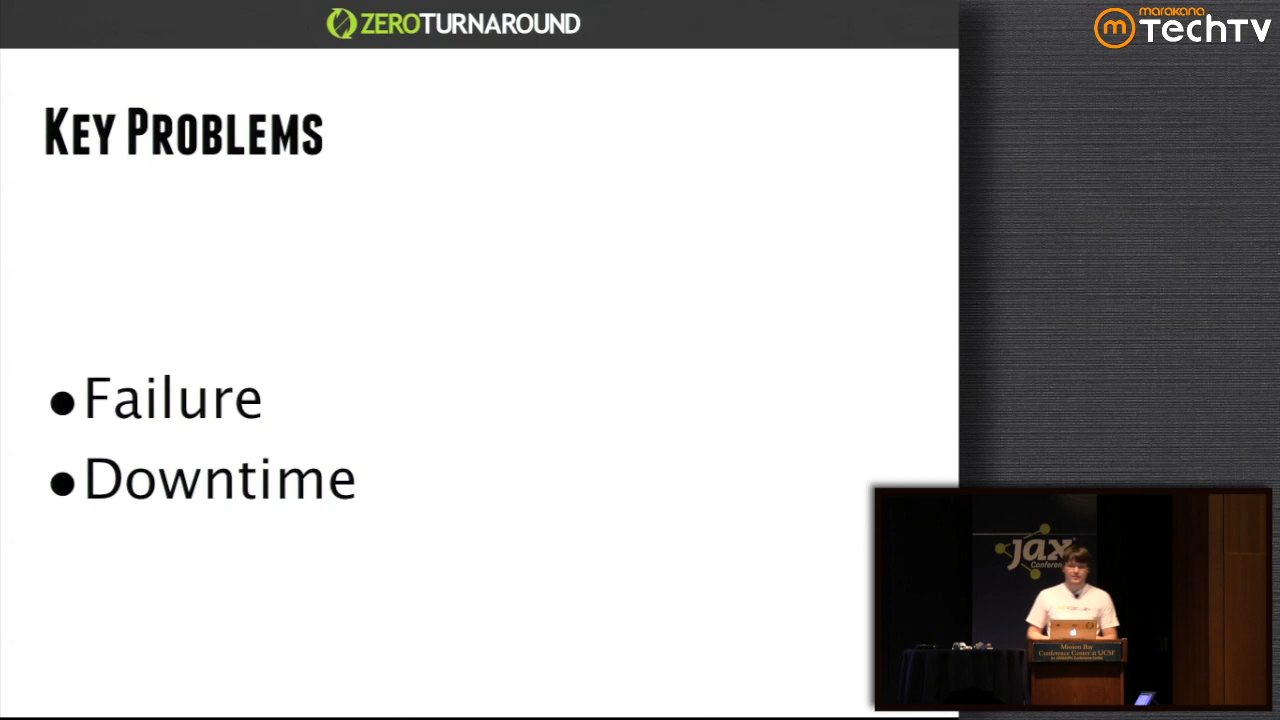 ZEROTURNAROUND
marakana
m TechTV
KEY PROBLEMS
•Failure
•Downtime
jax
Conference
Mission Bay
Conference Center at UCSF